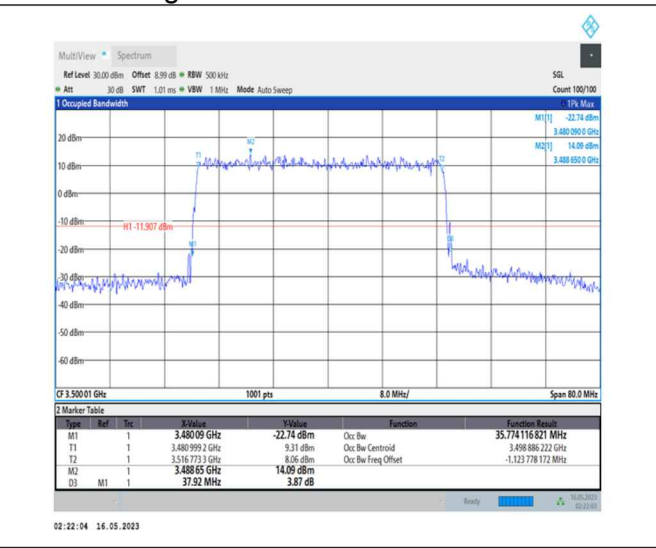 MultiView Spectrum
Ref Level 30.00 dBm Offset 8.99 dB RBW 500 kHz SGL
Att 30 dB SWT 1.01 ms VBW 1 MHz Mode Auto Sweep Count 100/100
1 Occupied Bandwidth 1Pk Max
M1[1] -22.74 dBm
3.480 090 0 GHz
M2[1] 14.09 dBm
3.488 650 0 GHz
20 dBm
M2
T1 T2
10 dBm
0 dBm
-10 dBm
H1 -11.907 dBm
M1 D3
-20 dBm
-30 dBm
-40 dBm
-50 dBm
-60 dBm
CF 3.500 01 GHz 1001 pts 8.0 MHz/ Span 80.0 MHz
2 Marker Table
Type Ref Trc X-Value Y-Value Function Function Result
M1 1 3.480 09 GHz -22.74 dBm Occ Bw 35.774 116 821 MHz
T1 1 3.480 999 2 GHz 9.31 dBm Occ Bw Centroid 3.498 886 222 GHz
T2 1 3.516 773 3 GHz 8.06 dBm Occ Bw Freq Offset -1.123 778 172 MHz
M2 1 3.488 65 GHz 14.09 dBm
D3 M1 1 37.92 MHz 3.87 dB
Ready 16.05.2023
02:22:03
02:22:04 16.05.2023